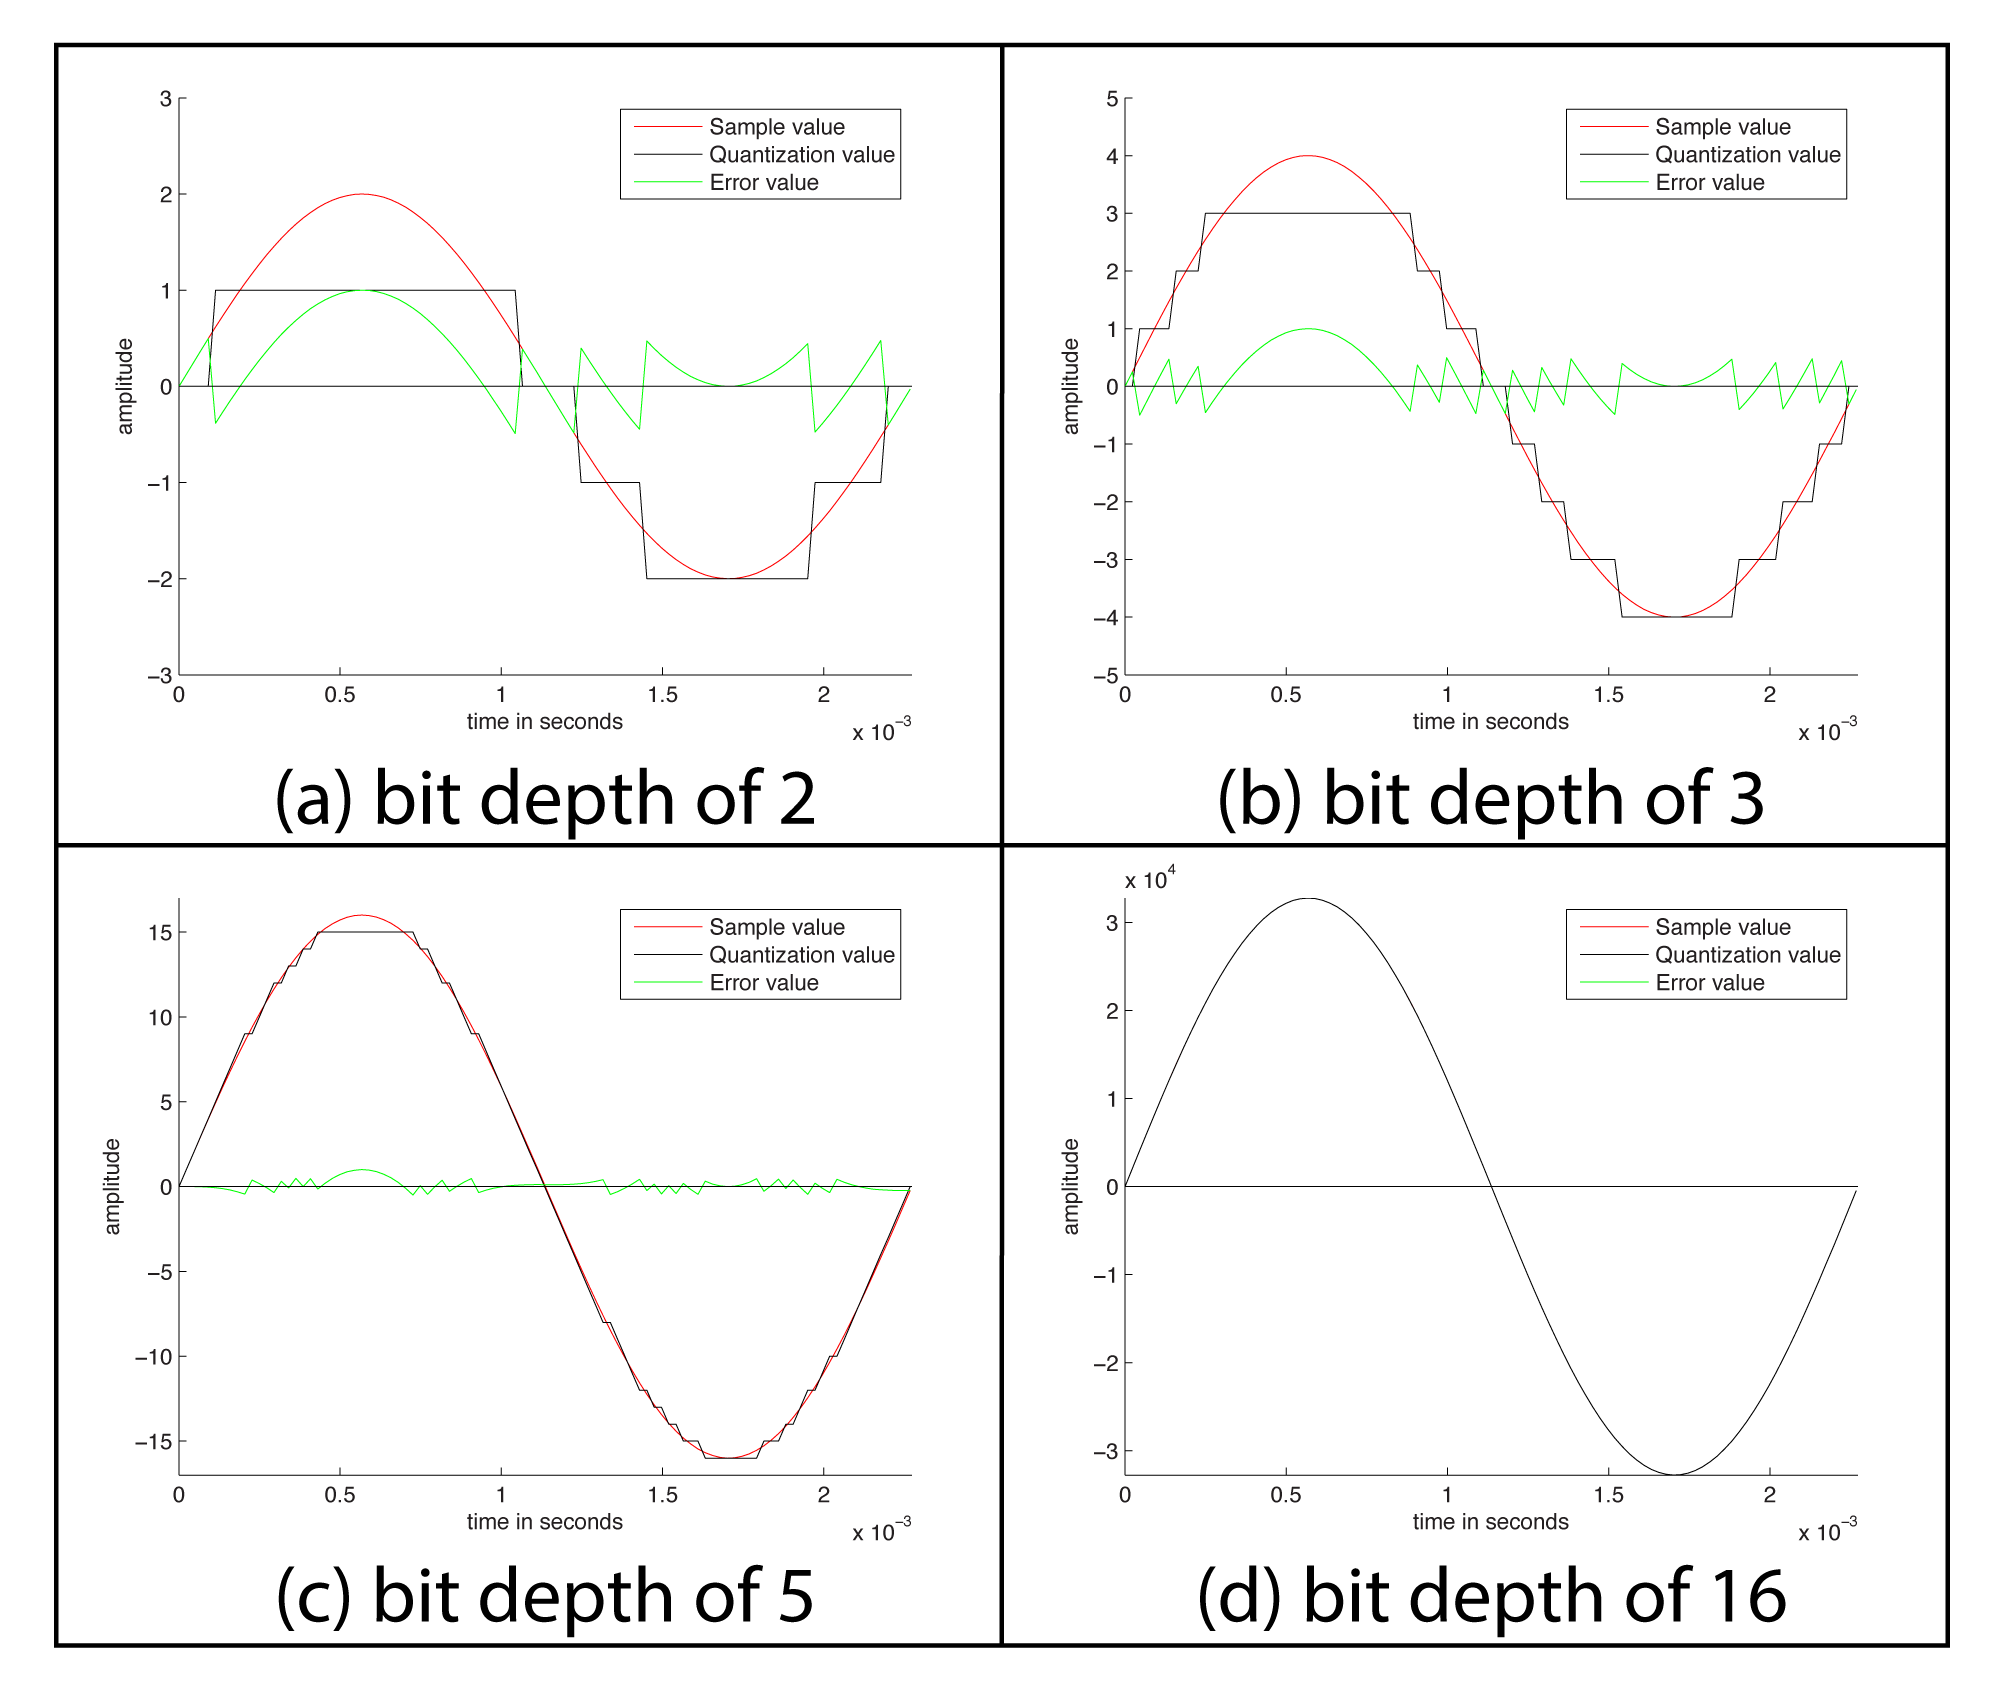 3
2
1
0
−1
−2
−3
amplitude
Sample value
Quantization value
Error value
0 0.5 1 1.5 2
time in seconds
x 10−3
(a) bit depth of 2
5
4
3
2
1
0
−1
−2
−3
−4
−5
amplitude
Sample value
Quantization value
Error value
0 0.5 1 1.5 2
time in seconds
x 10−3
(b) bit depth of 3
15
10
5
0
−5
−10
−15
amplitude
Sample value
Quantization value
Error value
0 0.5 1 1.5 2
time in seconds
x 10−3
(c) bit depth of 5
x 104
3
2
1
0
−1
−2
−3
amplitude
Sample value
Quantization value
Error value
0 0.5 1 1.5 2
time in seconds
x 10−3
(d) bit depth of 16